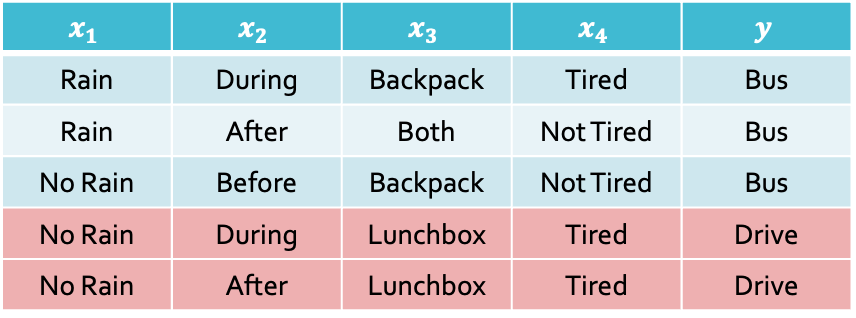 x₁ x₂ x₃ x₄ y
Rain During Backpack Tired Bus
Rain After Both Not Tired Bus
No Rain Before Backpack Not Tired Bus
No Rain During Lunchbox Tired Drive
No Rain After Lunchbox Tired Drive